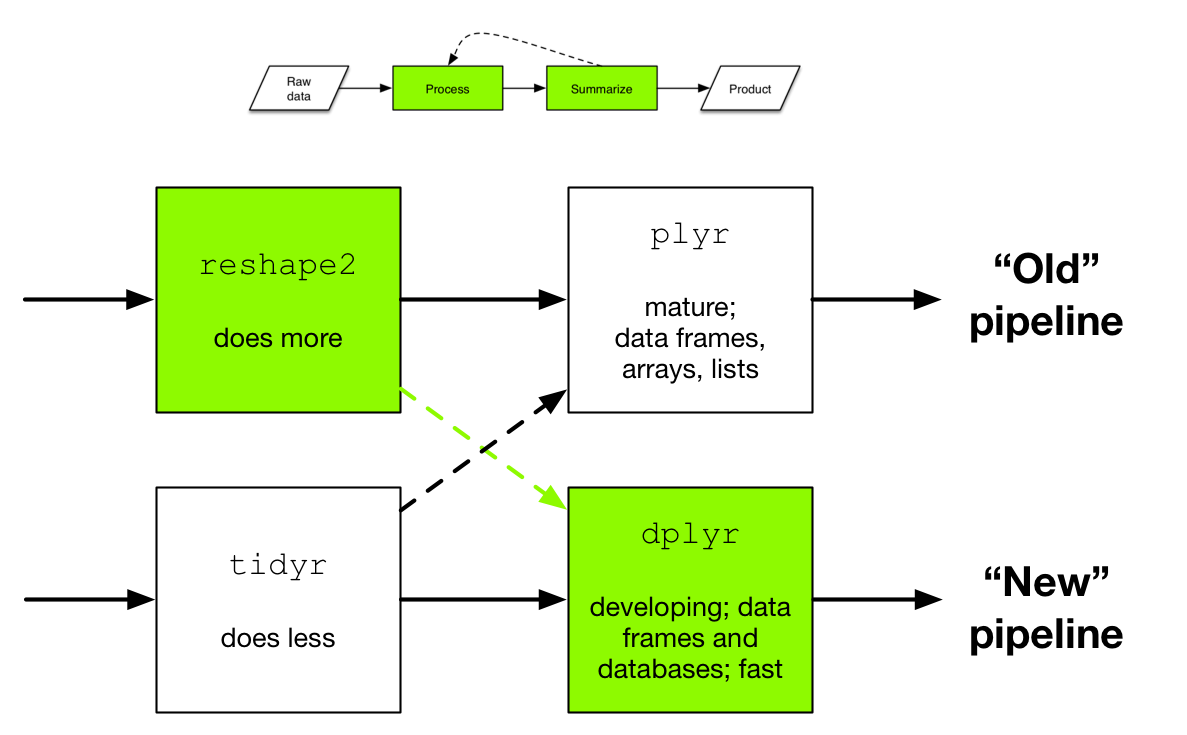 Raw
data
Process
Summarize
Product
reshape2
does more
plyr
mature;
data frames,
arrays, lists
“Old”
pipeline
tidyr
does less
dplyr
developing; data
frames and
databases; fast
“New”
pipeline